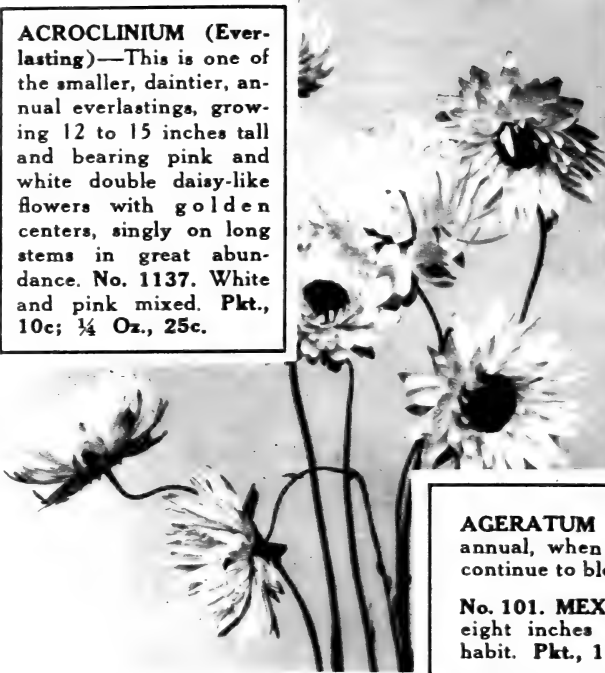 ACROCLINIUM (Ever-
lasting)—This is one of
the smaller, daintier, an-
nual everlastings, grow-
ing 12 to 15 inches tall
and bearing pink and
white double daisy-like
flowers with golden
centers, singly on long
stems in great abun-
dance. No. 1137. White
and pink mixed. Pkt.,
10c; ¼ Oz., 25c.
AGERATUM
annual, when
continue to bl
No. 101. MEX
eight inches
habit. Pkt., 1